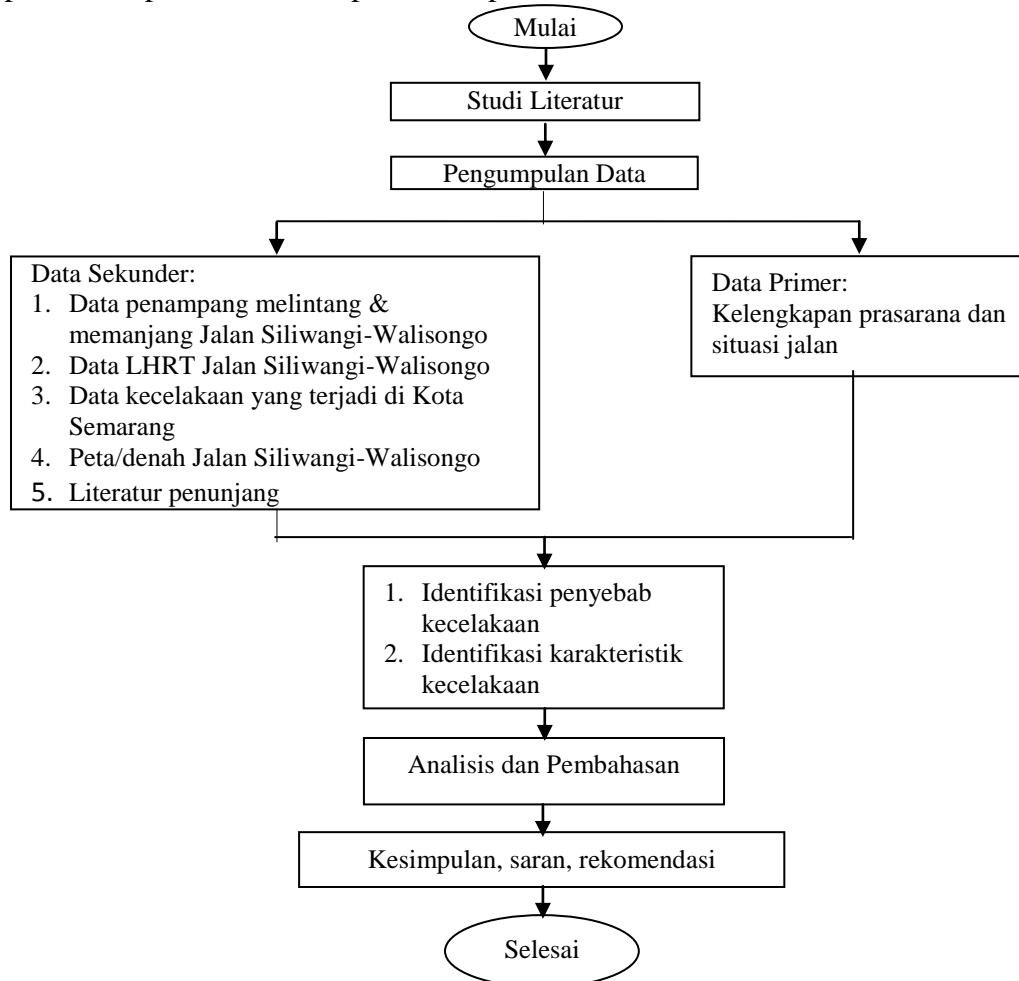 Mulai
Studi Literatur
Pengumpulan Data
Data Sekunder:
1. Data penampang melintang &
memanjang Jalan Siliwangi-Walisongo
2. Data LHRT Jalan Siliwangi-Walisongo
3. Data kecelakaan yang terjadi di Kota
Semarang
4. Peta/denah Jalan Siliwangi-Walisongo
5. Literatur penunjang
Data Primer:
Kelengkapan prasarana dan
situasi jalan
1. Identifikasi penyebab
kecelakaan
2. Identifikasi karakteristik
kecelakaan
Analisis dan Pembahasan
Kesimpulan, saran, rekomendasi
Selesai